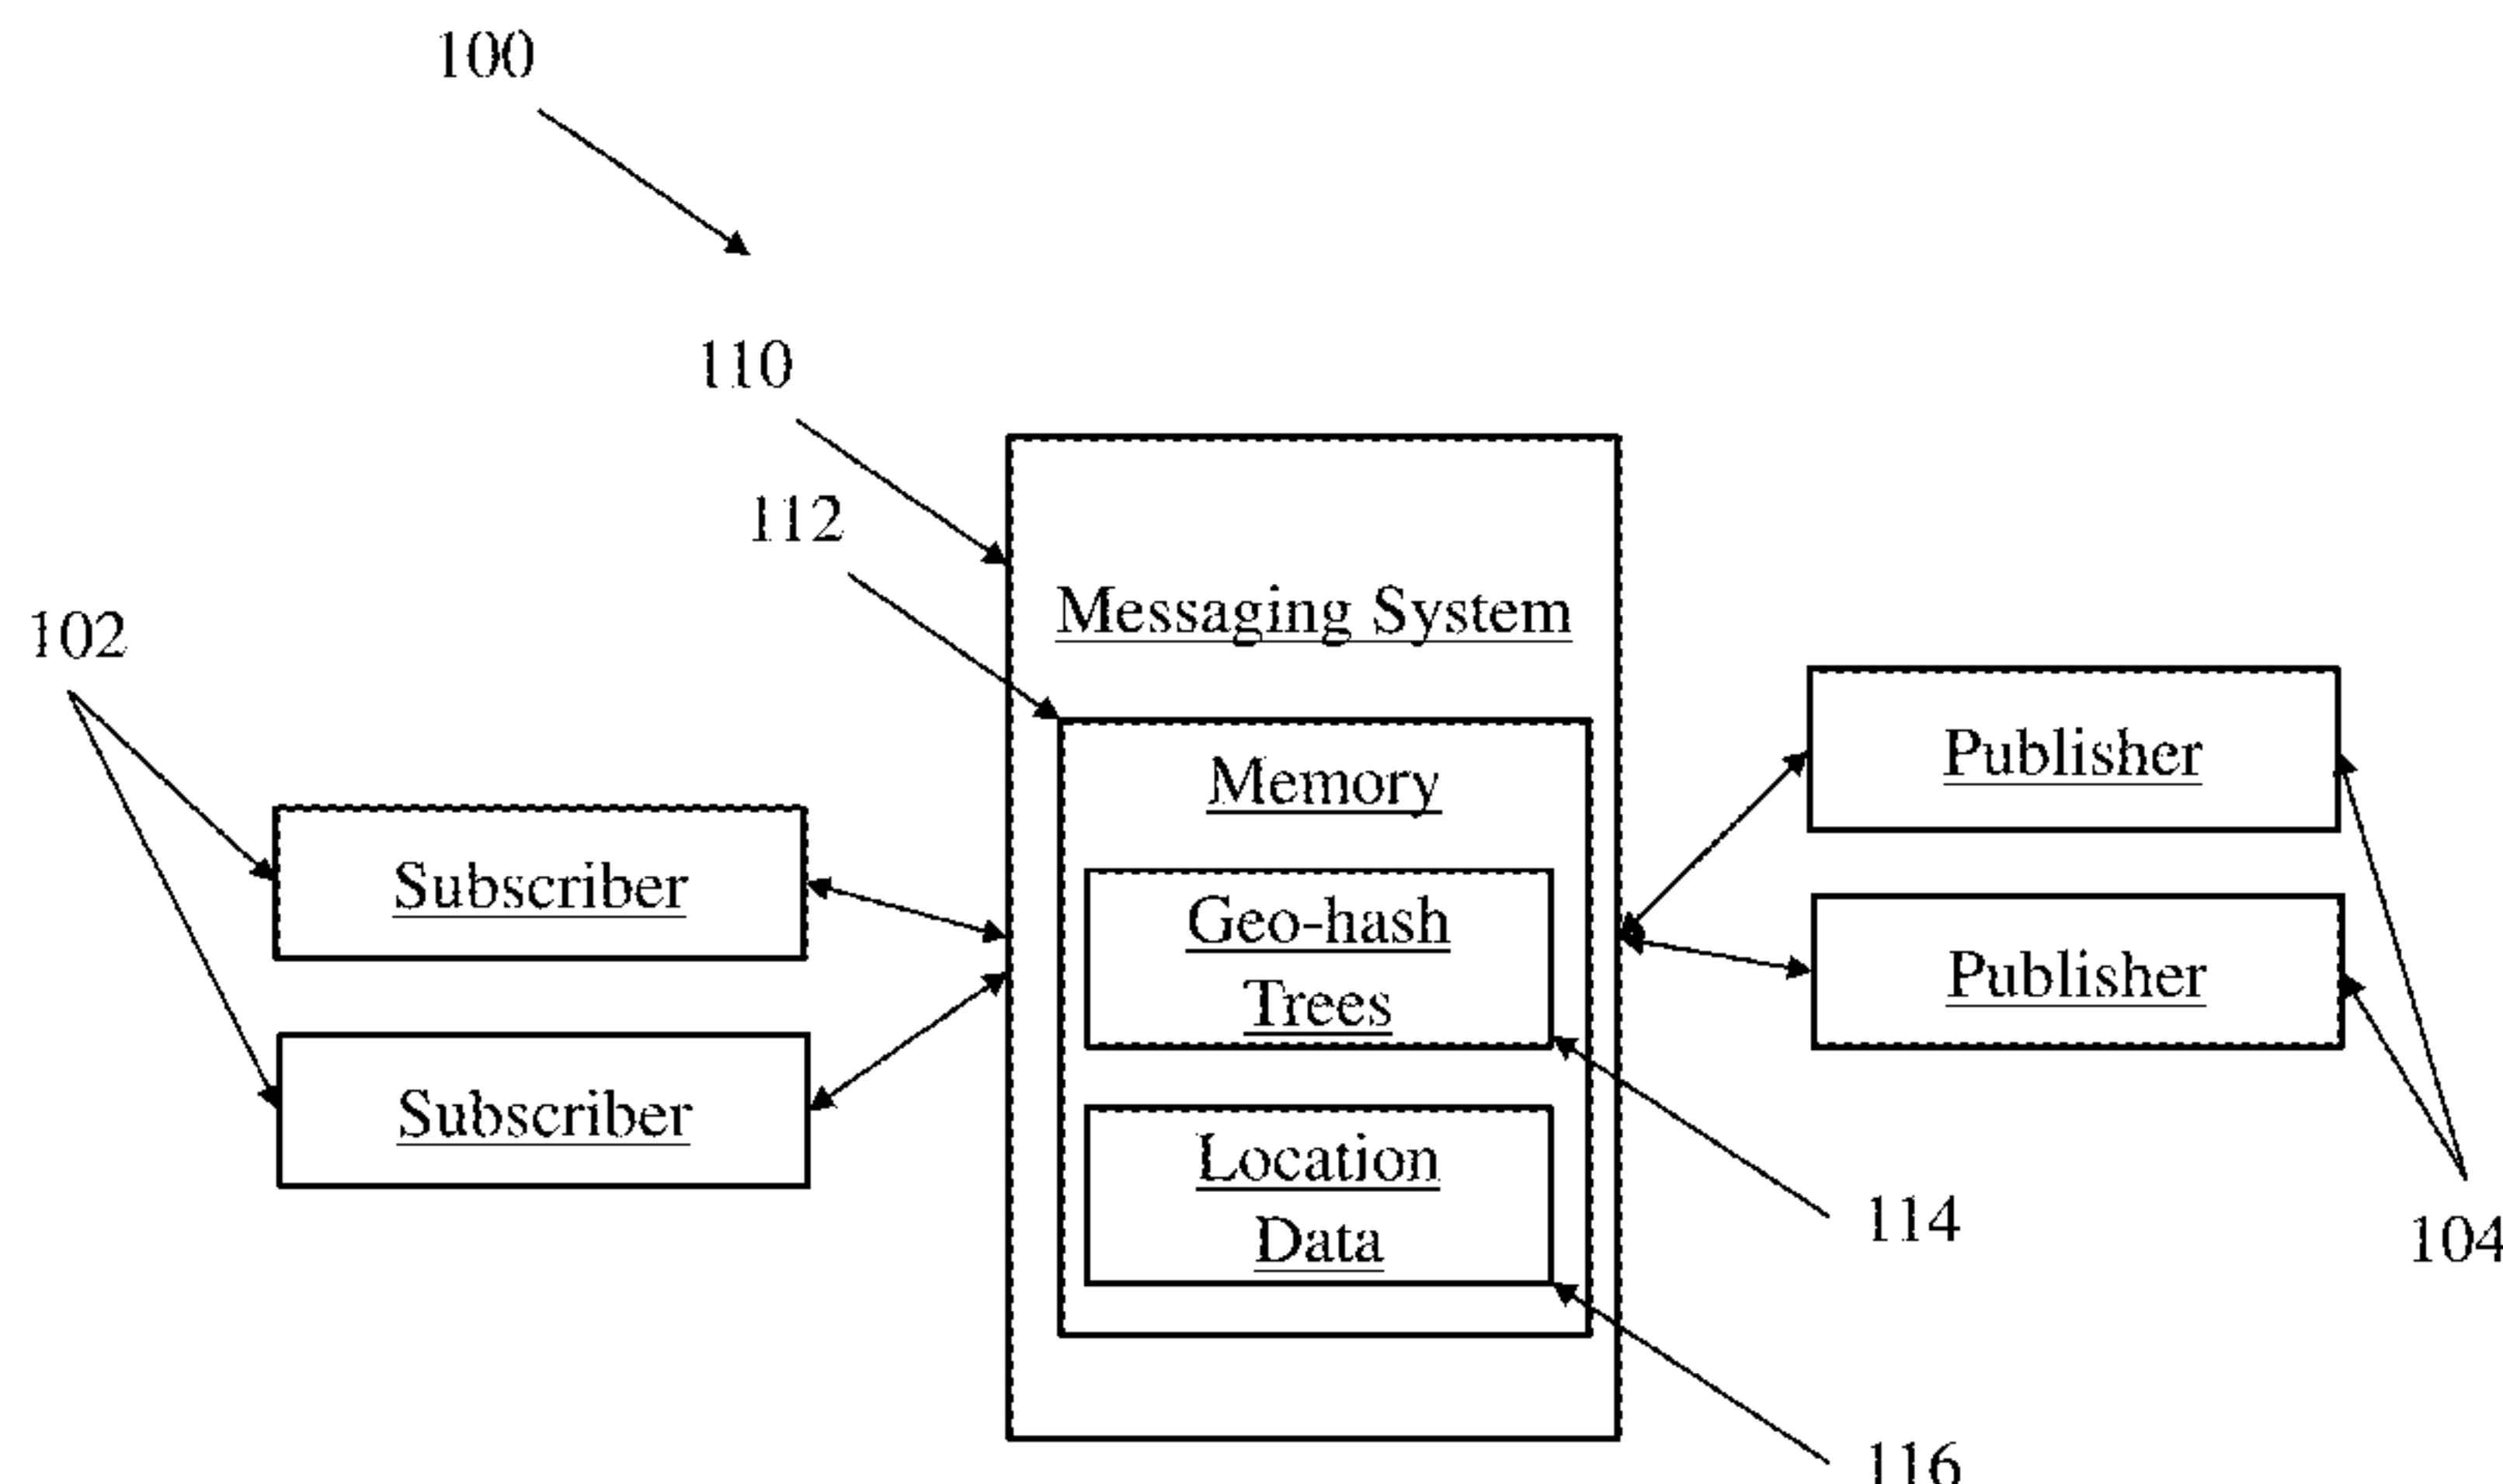 100
110
112
Messaging System
102
Publisher
Memory
Subscriber
Geo-hash
Trees
Publisher
Subscriber
Location
Data
114
104
116